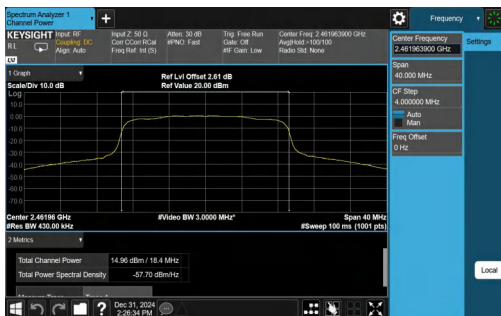 Spectrum Analyzer 1
Channel Power
Frequency
KEYSIGHT
Input: RF
Coupling: DC
Align: Auto
Input Z: 50 Ω
Corr CCorr RCal
Freq Ref: Int (S)
Atten: 30 dB
#PNO: Fast
Trig: Free Run
Gate: Off
#IF Gain: Low
Center Freq: 2.461963900 GHz
Avg|Hold >100/100
Radio Std: None
RL
LXI
Center Frequency
2.461963900 GHz
Settings
Span
40.000 MHz
CF Step
4.000000 MHz
Auto
Man
Freq Offset
0 Hz
1 Graph
Scale/Div 10.0 dB
Ref Lvl Offset 2.61 dB
Ref Value 20.00 dBm
Log
10.0
0.00
-10.0
-20.0
-30.0
-40.0
-50.0
-60.0
-70.0
Center 2.46196 GHz
#Res BW 430.00 kHz
#Video BW 3.0000 MHz*
Span 40 MHz
#Sweep 100 ms (1001 pts)
2 Metrics
Total Channel Power 14.96 dBm / 18.4 MHz
Total Power Spectral Density -57.70 dBm/Hz
Local
Dec 31, 2024
2:26:34 PM
?